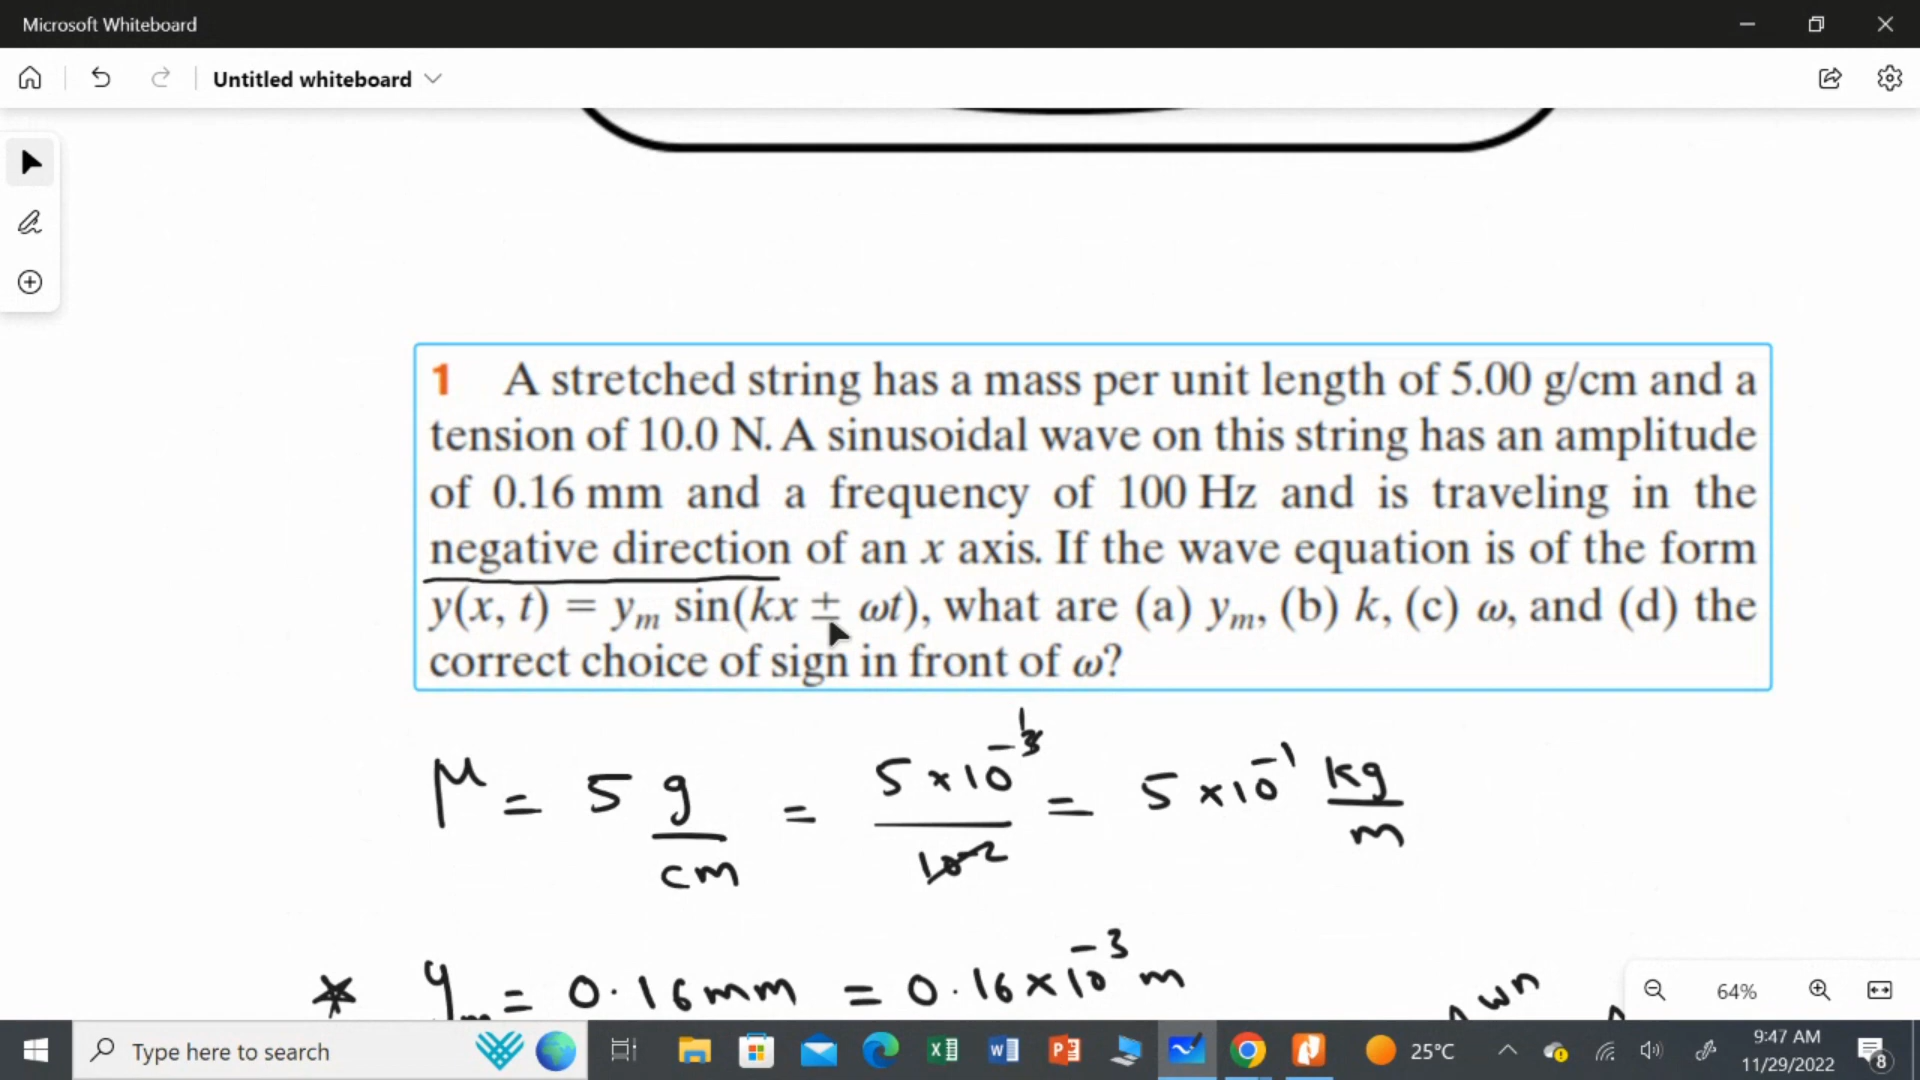 Microsoft Whiteboard
Untitled whiteboard
1 A stretched string has a mass per unit length of 5.00 g/cm and a
tension of 10.0 N. A sinusoidal wave on this string has an amplitude
of 0.16 mm and a frequency of 100 Hz and is traveling in the
negative direction of an x axis. If the wave equation is of the form
y(x, t) = yₘ sin(kx ± ωt), what are (a) yₘ, (b) k, (c) ω, and (d) the
correct choice of sign in front of ω?
μ = 5 g/cm = 5 × 10⁻³/10⁻² = 5 × 10⁻¹ kg/m
* yₘ = 0.16 mm = 0.16 × 10⁻³ m
64%
Type here to search
25°C
9:47 AM
11/29/2022
8